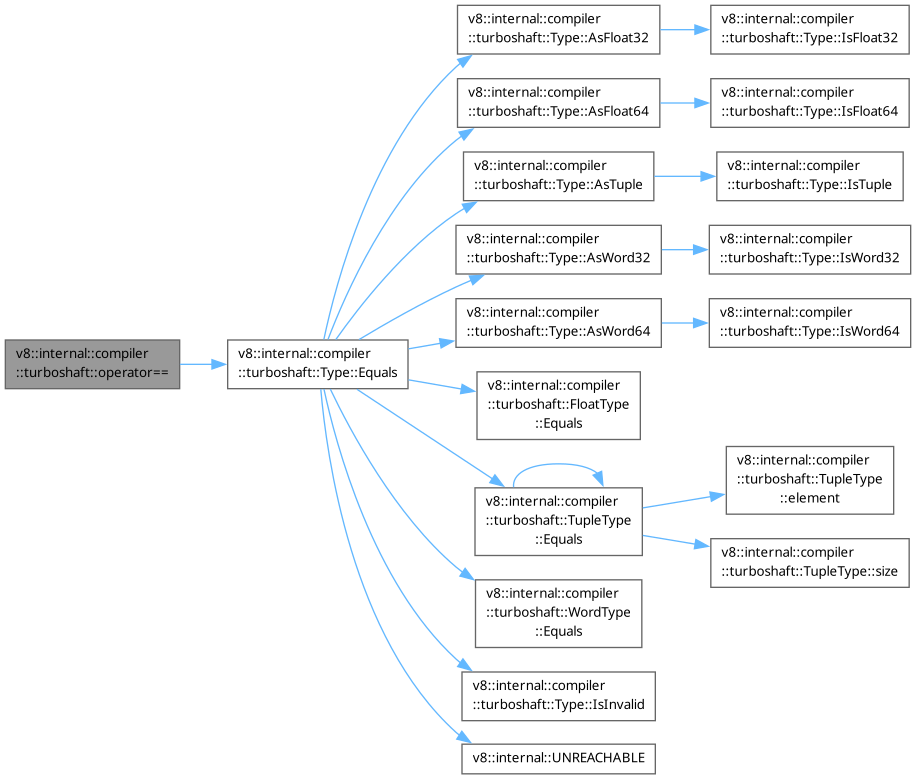 v8::internal::compiler
::turboshaft::operator==
v8::internal::compiler
::turboshaft::Type::Equals
v8::internal::compiler
::turboshaft::Type::AsFloat32
v8::internal::compiler
::turboshaft::Type::IsFloat32
v8::internal::compiler
::turboshaft::Type::AsFloat64
v8::internal::compiler
::turboshaft::Type::IsFloat64
v8::internal::compiler
::turboshaft::Type::AsTuple
v8::internal::compiler
::turboshaft::Type::IsTuple
v8::internal::compiler
::turboshaft::Type::AsWord32
v8::internal::compiler
::turboshaft::Type::IsWord32
v8::internal::compiler
::turboshaft::Type::AsWord64
v8::internal::compiler
::turboshaft::Type::IsWord64
v8::internal::compiler
::turboshaft::FloatType
::Equals
v8::internal::compiler
::turboshaft::TupleType
::Equals
v8::internal::compiler
::turboshaft::TupleType
::element
v8::internal::compiler
::turboshaft::TupleType::size
v8::internal::compiler
::turboshaft::WordType
::Equals
v8::internal::compiler
::turboshaft::Type::IsInvalid
v8::internal::UNREACHABLE